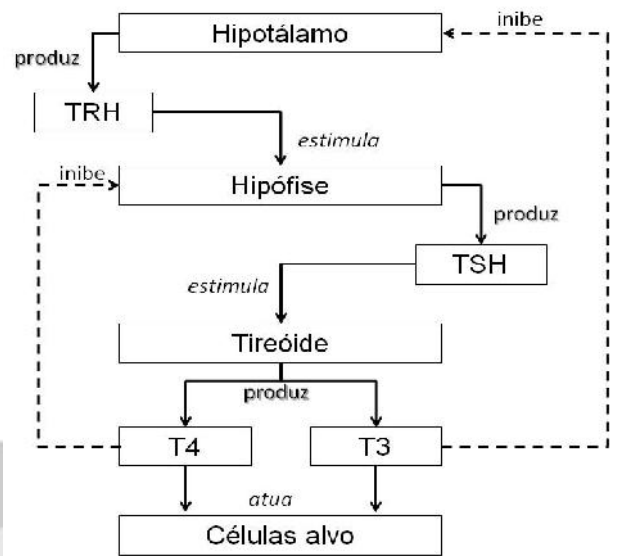 inibe
Hipotálamo
produz
TRH
estimula
inibe
Hipófise
produz
TSH
estimula
Tireóide
produz
T4
T3
atua
Células alvo